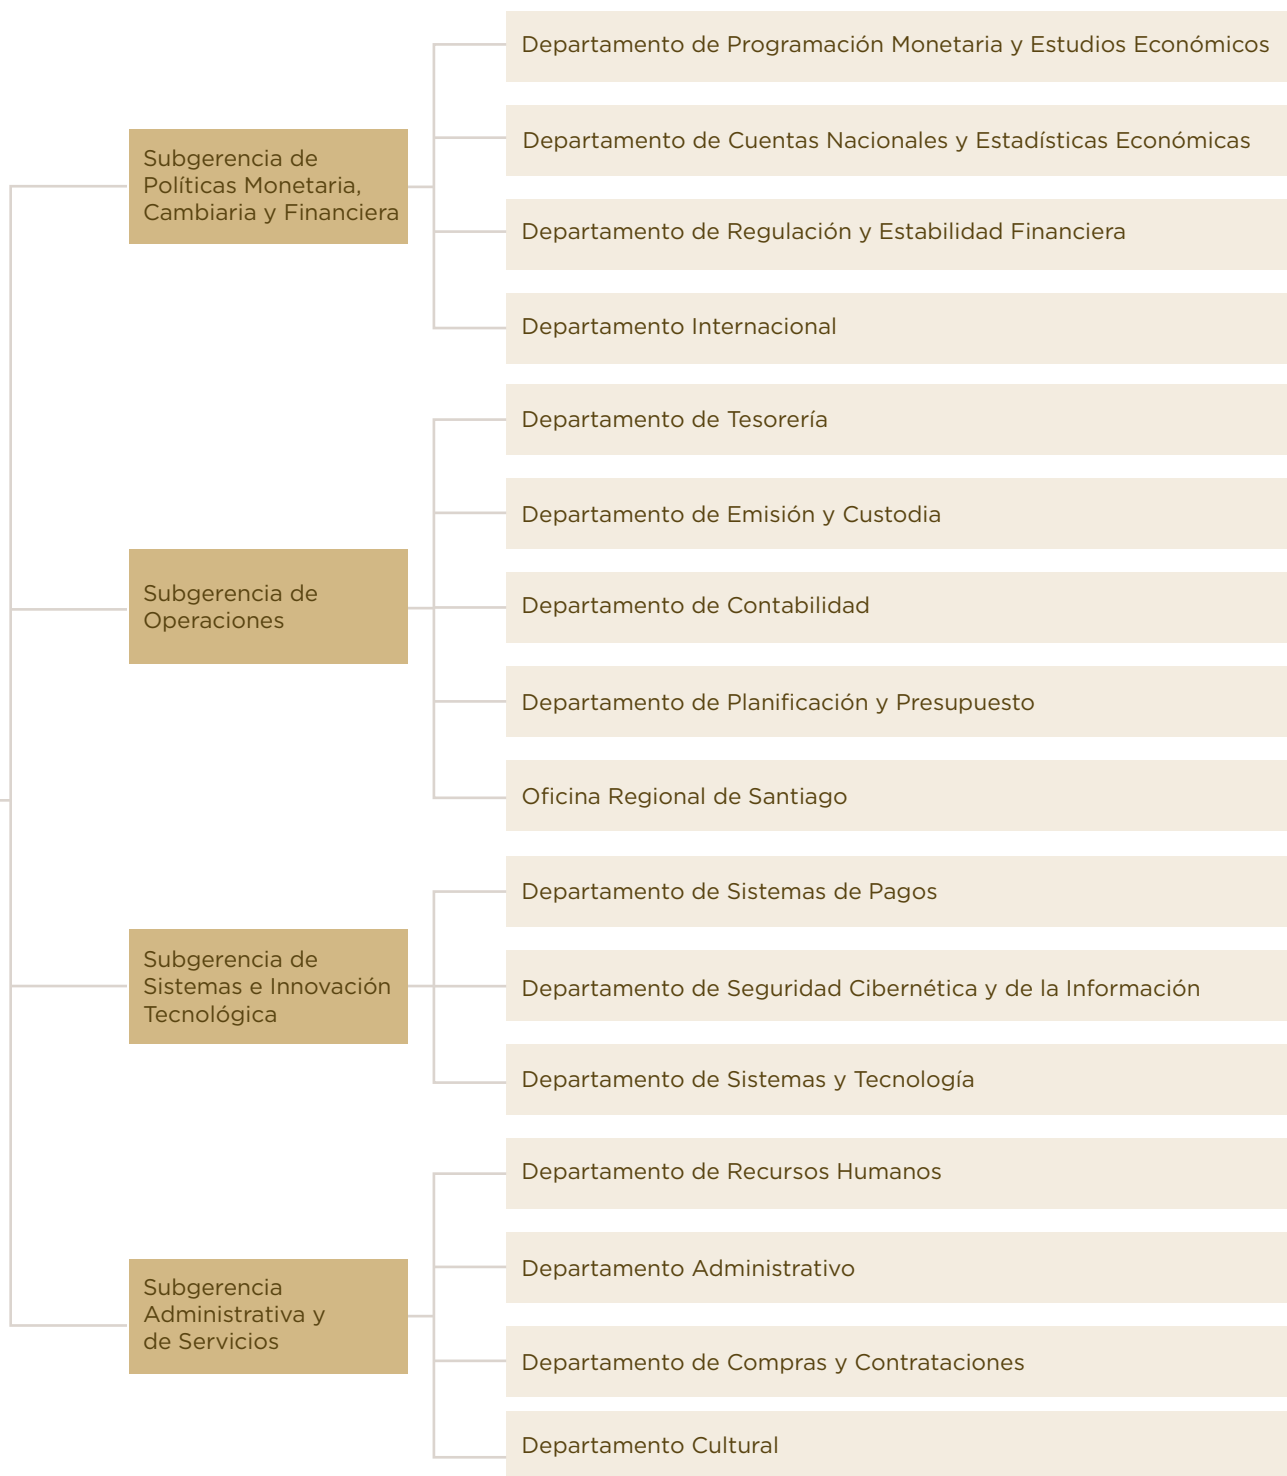 Subgerencia de
Políticas Monetaria,
Cambiaria y Financiera
Departamento de Programación Monetaria y Estudios Económicos
Departamento de Cuentas Nacionales y Estadísticas Económicas
Departamento de Regulación y Estabilidad Financiera
Departamento Internacional
Subgerencia de
Operaciones
Departamento de Tesorería
Departamento de Emisión y Custodia
Departamento de Contabilidad
Departamento de Planificación y Presupuesto
Oficina Regional de Santiago
Subgerencia de
Sistemas e Innovación
Tecnológica
Departamento de Sistemas de Pagos
Departamento de Seguridad Cibernética y de la Información
Departamento de Sistemas y Tecnología
Subgerencia
Administrativa y
de Servicios
Departamento de Recursos Humanos
Departamento Administrativo
Departamento de Compras y Contrataciones
Departamento Cultural